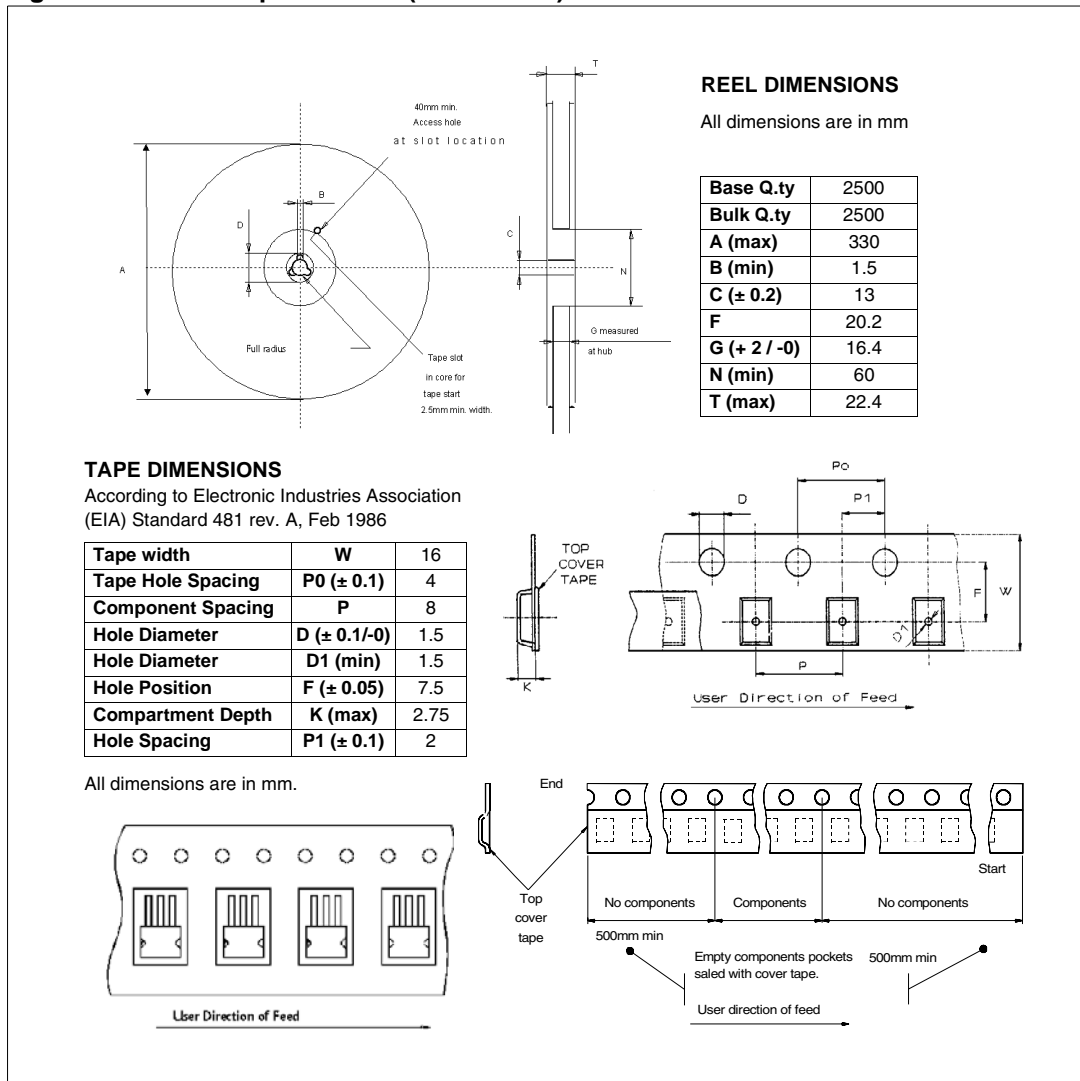 REEL DIMENSIONS
All dimensions are in mm
T
40mm min.
Access hole
at slot location
B
D
C
A
N
G measured
at hub
Full radius
Tape slot
in core for
tape start
2.5mm min. width.
Base Q.ty 2500
Bulk Q.ty 2500
A (max) 330
B (min) 1.5
C (± 0.2) 13
F 20.2
G (+ 2 / -0) 16.4
N (min) 60
T (max) 22.4
TAPE DIMENSIONS
According to Electronic Industries Association
(EIA) Standard 481 rev. A, Feb 1986
Tape width W 16
Tape Hole Spacing P0 (± 0.1) 4
Component Spacing P 8
Hole Diameter D (± 0.1/-0) 1.5
Hole Diameter D1 (min) 1.5
Hole Position F (± 0.05) 7.5
Compartment Depth K (max) 2.75
Hole Spacing P1 (± 0.1) 2
All dimensions are in mm.
Po
D
P1
TOP
COVER
TAPE
F
W
D1
P
K
User Direction of Feed
End
Start
Top
cover
tape
No components
Components
No components
500mm min
Empty components pockets
saled with cover tape.
500mm min
User direction of feed
User Direction of Feed